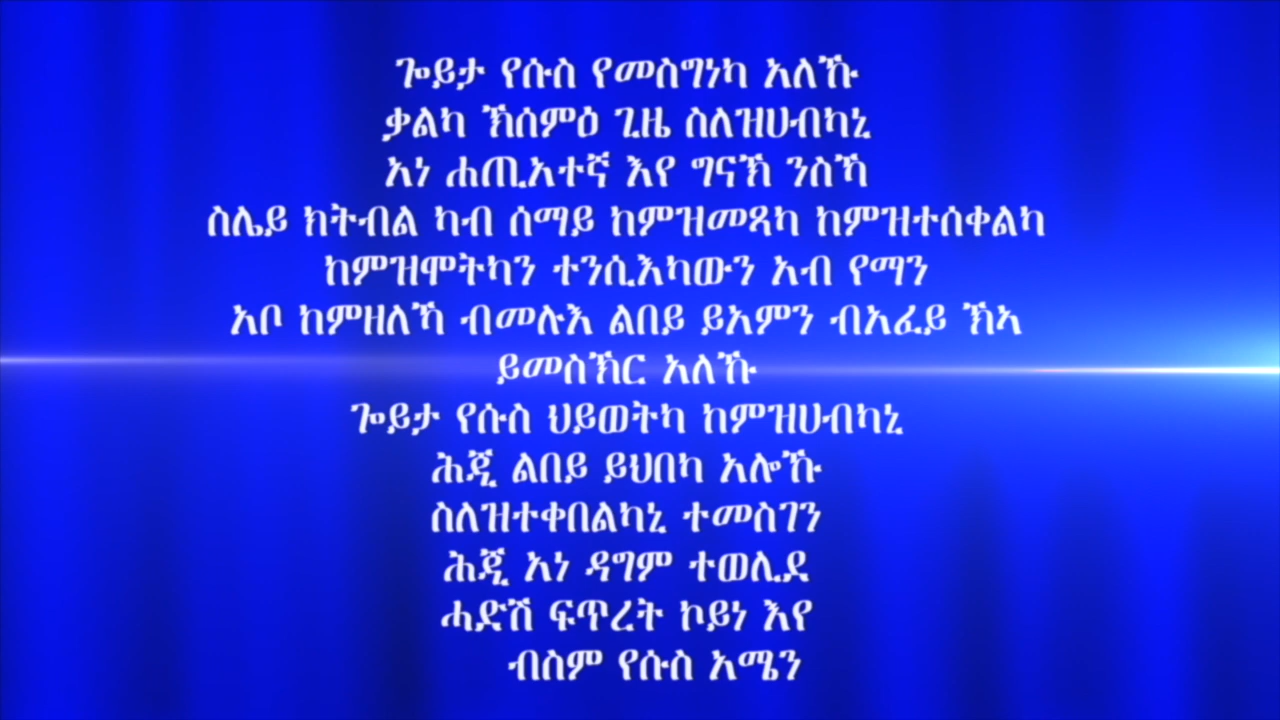 ጐይታ የሱስ የመስግነካ አለኹ
ቃልካ ኽሰምዕ ጊዜ ስለዝሀብካኒ
አነ ሐጢአተኛ እየ ግናኽ ንስኻ
ስሌይ ክትብል ካብ ሰማይ ከምዝመጻካ ከምዝተሰቀልካ
ከምዝሞትካን ተንሲእካውን አብ የማን
አቦ ከምዘለኻ ብመሉእ ልበይ ይአምን ብአፈይ ኽኣ
ይመስኽር አለኹ
ጐይታ የሱስ ህይወትካ ከምዝሀብካኒ
ሕጂ ልበይ ይህበካ አሎኹ
ስለዝተቀበልካኒ ተመስገን
ሕጂ አነ ዳግም ተወሊደ
ሓድሽ ፍጥረት ኮይነ እየ
ብስም የሱስ አሜን